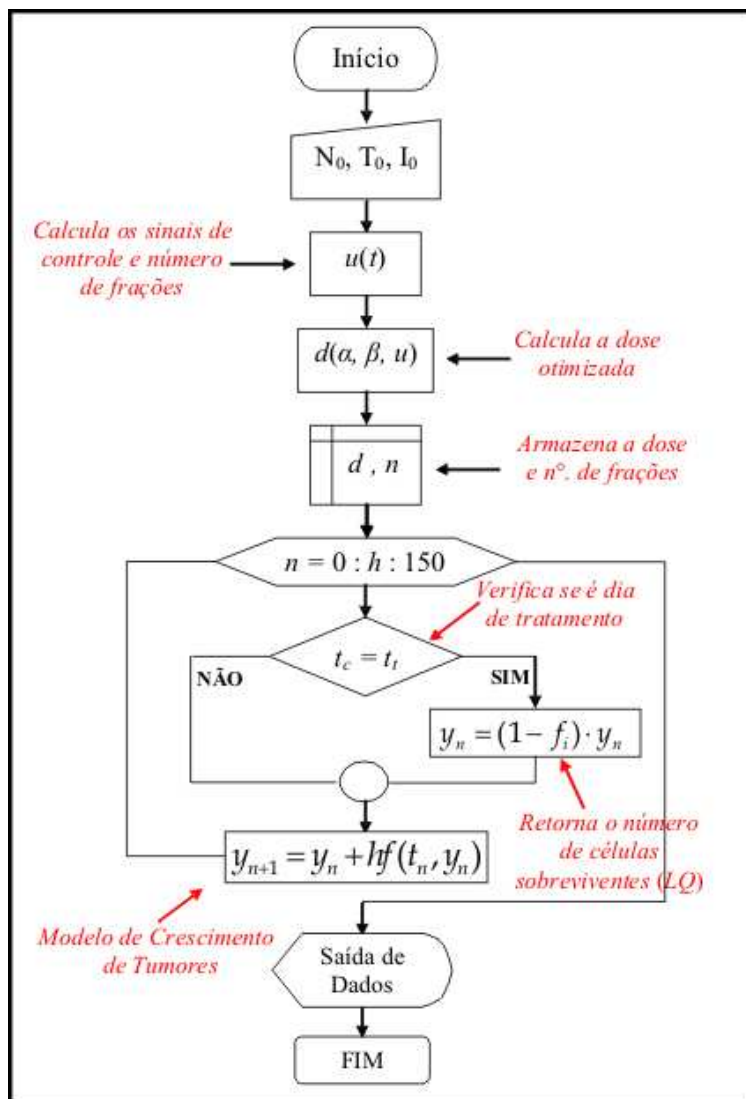 Início
N₀, T₀, I₀
Calcula os sinais de
controle e número
de frações
u(t)
d(α, β, u)
Calcula a dose
otimizada
d , n
Armazena a dose
e n°. de frações
n = 0 : h : 150
Verifica se é dia
de tratamento
t_c = t_t
NÃO
SIM
y_n = (1 − f_i) · y_n
Retorna o número
de células
sobreviventes (LQ)
y_{n+1} = y_n + hf(t_n, y_n)
Modelo de Crescimento
de Tumores
Saída de
Dados
FIM